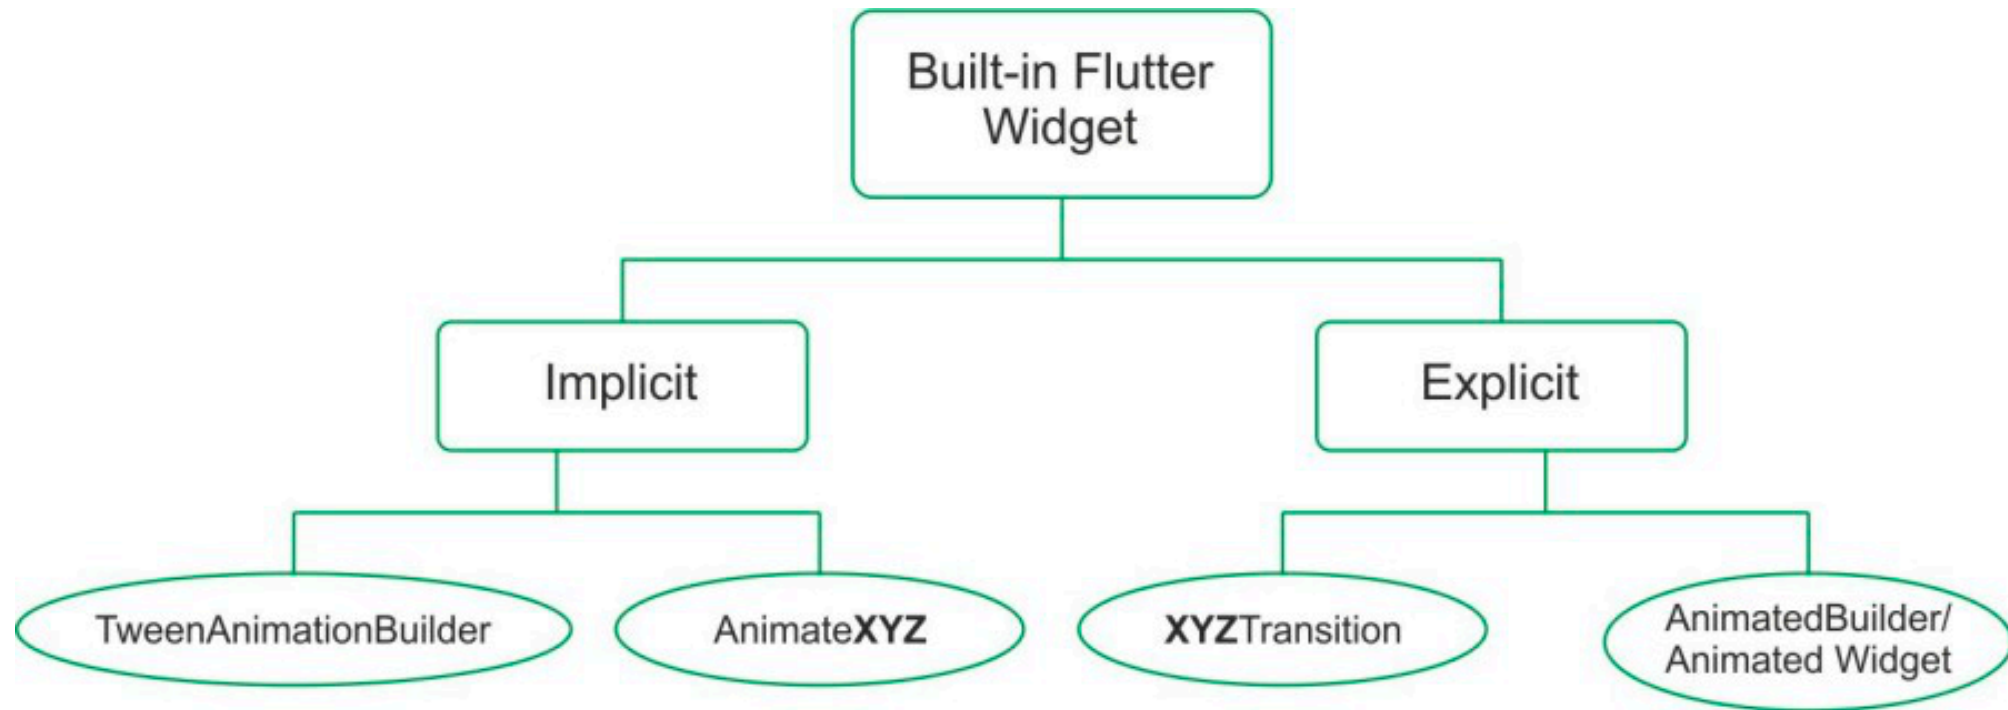 Built-in Flutter
Widget
Implicit
Explicit
TweenAnimationBuilder
AnimateXYZ
XYZTransition
AnimatedBuilder/
Animated Widget